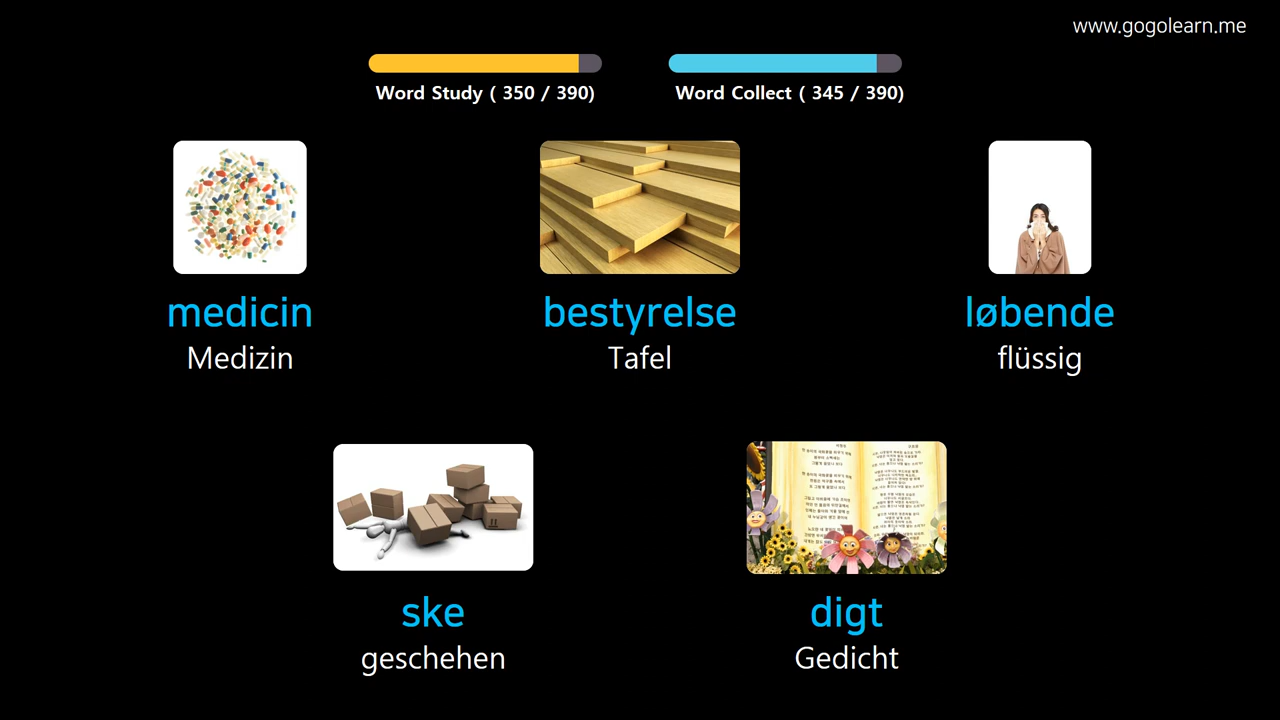 www.gogolearn.me
Word Study ( 350 / 390)
Word Collect ( 345 / 390)
medicin
Medizin
bestyrelse
Tafel
løbende
flüssig
ske
geschehen
digt
Gedicht